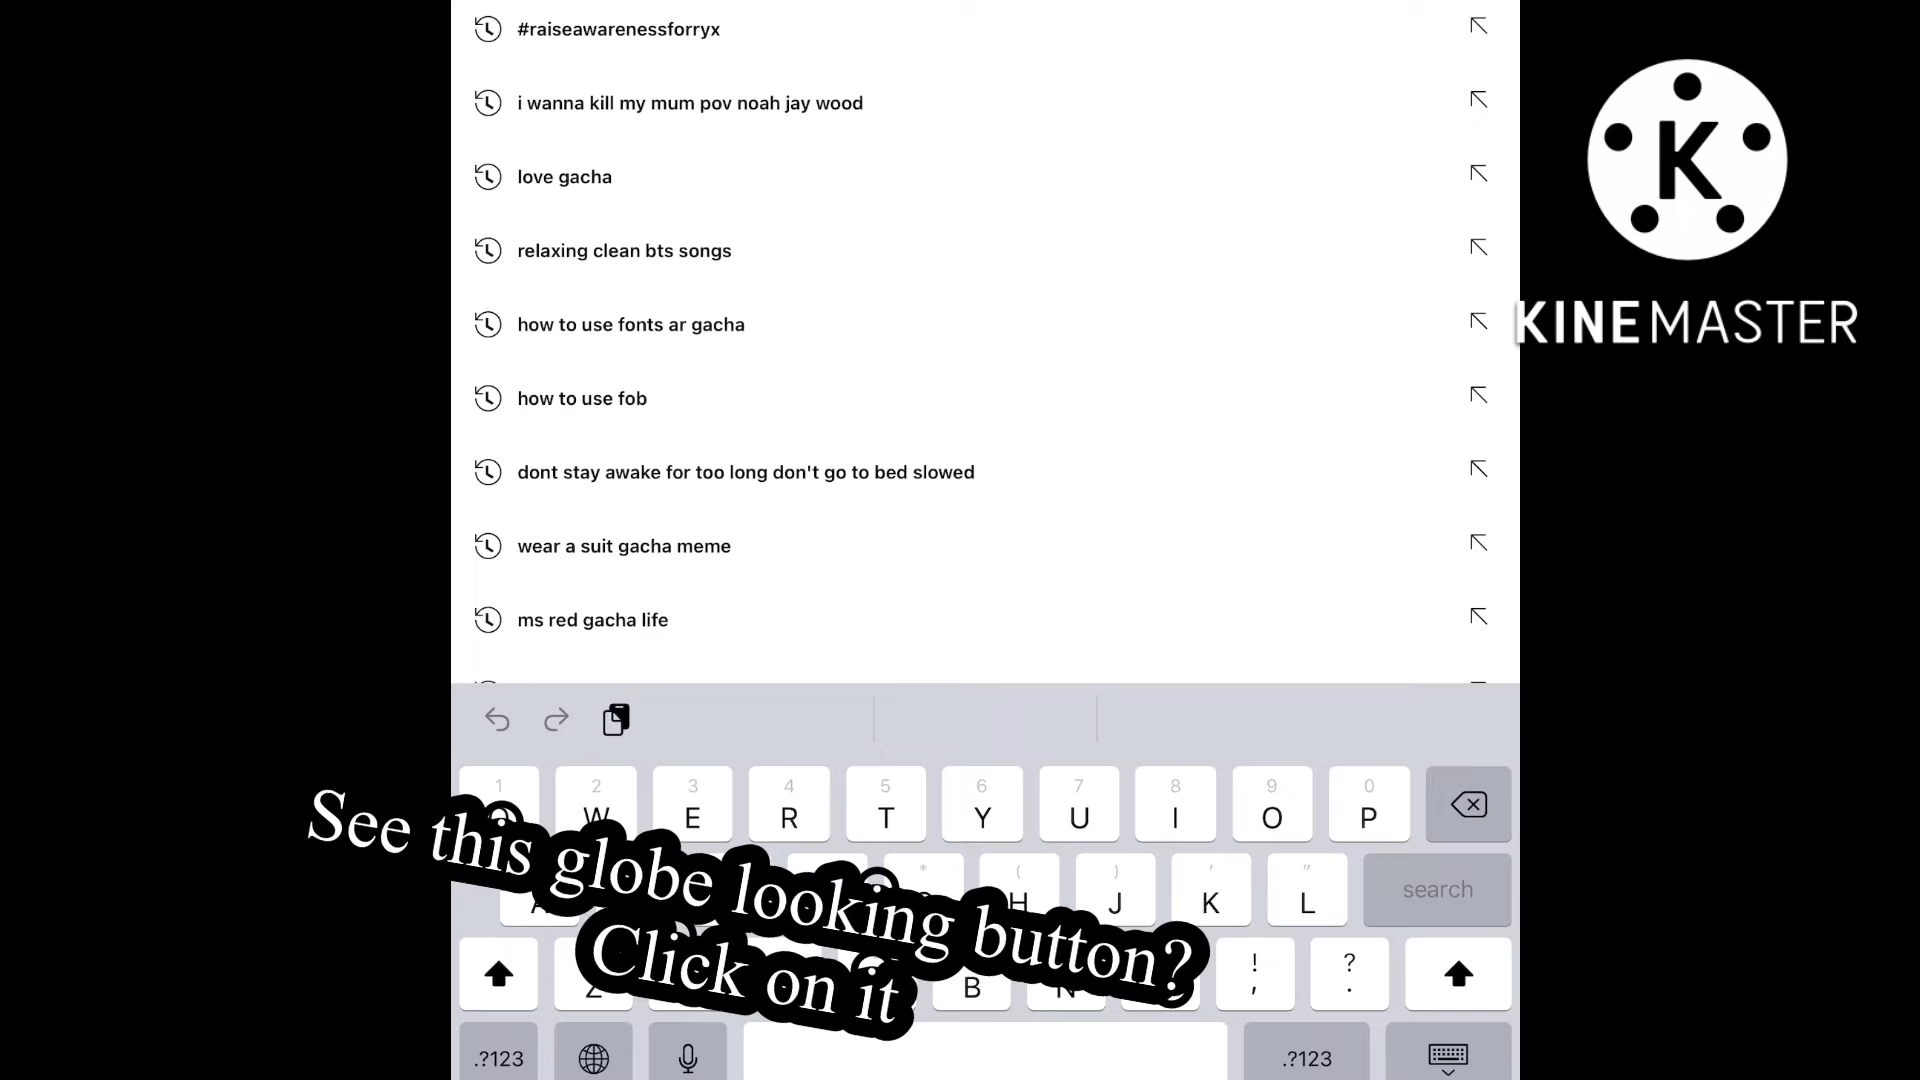 #raiseawarenessforryx
i wanna kill my mum pov noah jay wood
love gacha
relaxing clean bts songs
how to use fonts ar gacha
how to use fob
dont stay awake for too long don't go to bed slowed
wear a suit gacha meme
ms red gacha life
K
KINEMASTER
1 2 3 4 5 6 7 8 9 0
W E R T Y U I O P
See this globe looking button?
Click on it
* ( ) ' "
H J K L search
! ?
B N , .
.?123 .?123